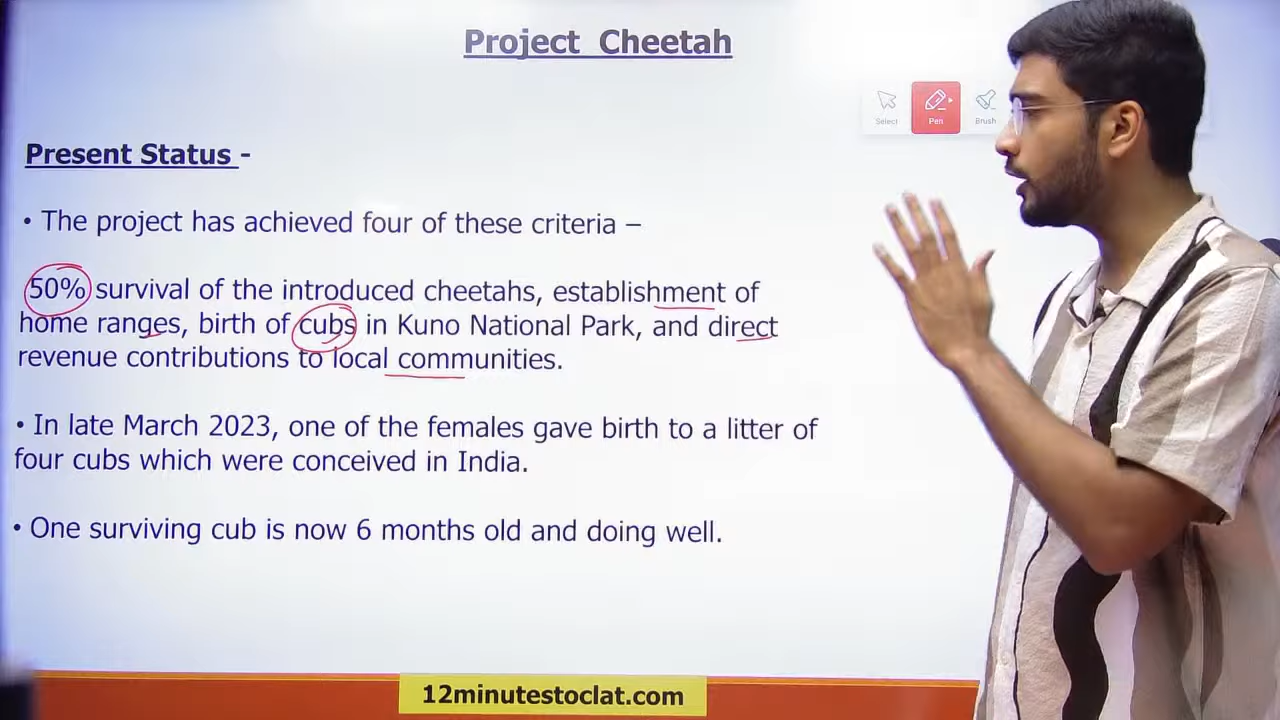 Project Cheetah
Select Pen Brush
Present Status -
• The project has achieved four of these criteria –
50% survival of the introduced cheetahs, establishment of
home ranges, birth of cubs in Kuno National Park, and direct
revenue contributions to local communities.
• In late March 2023, one of the females gave birth to a litter of
four cubs which were conceived in India.
• One surviving cub is now 6 months old and doing well.
12minutestoclat.com